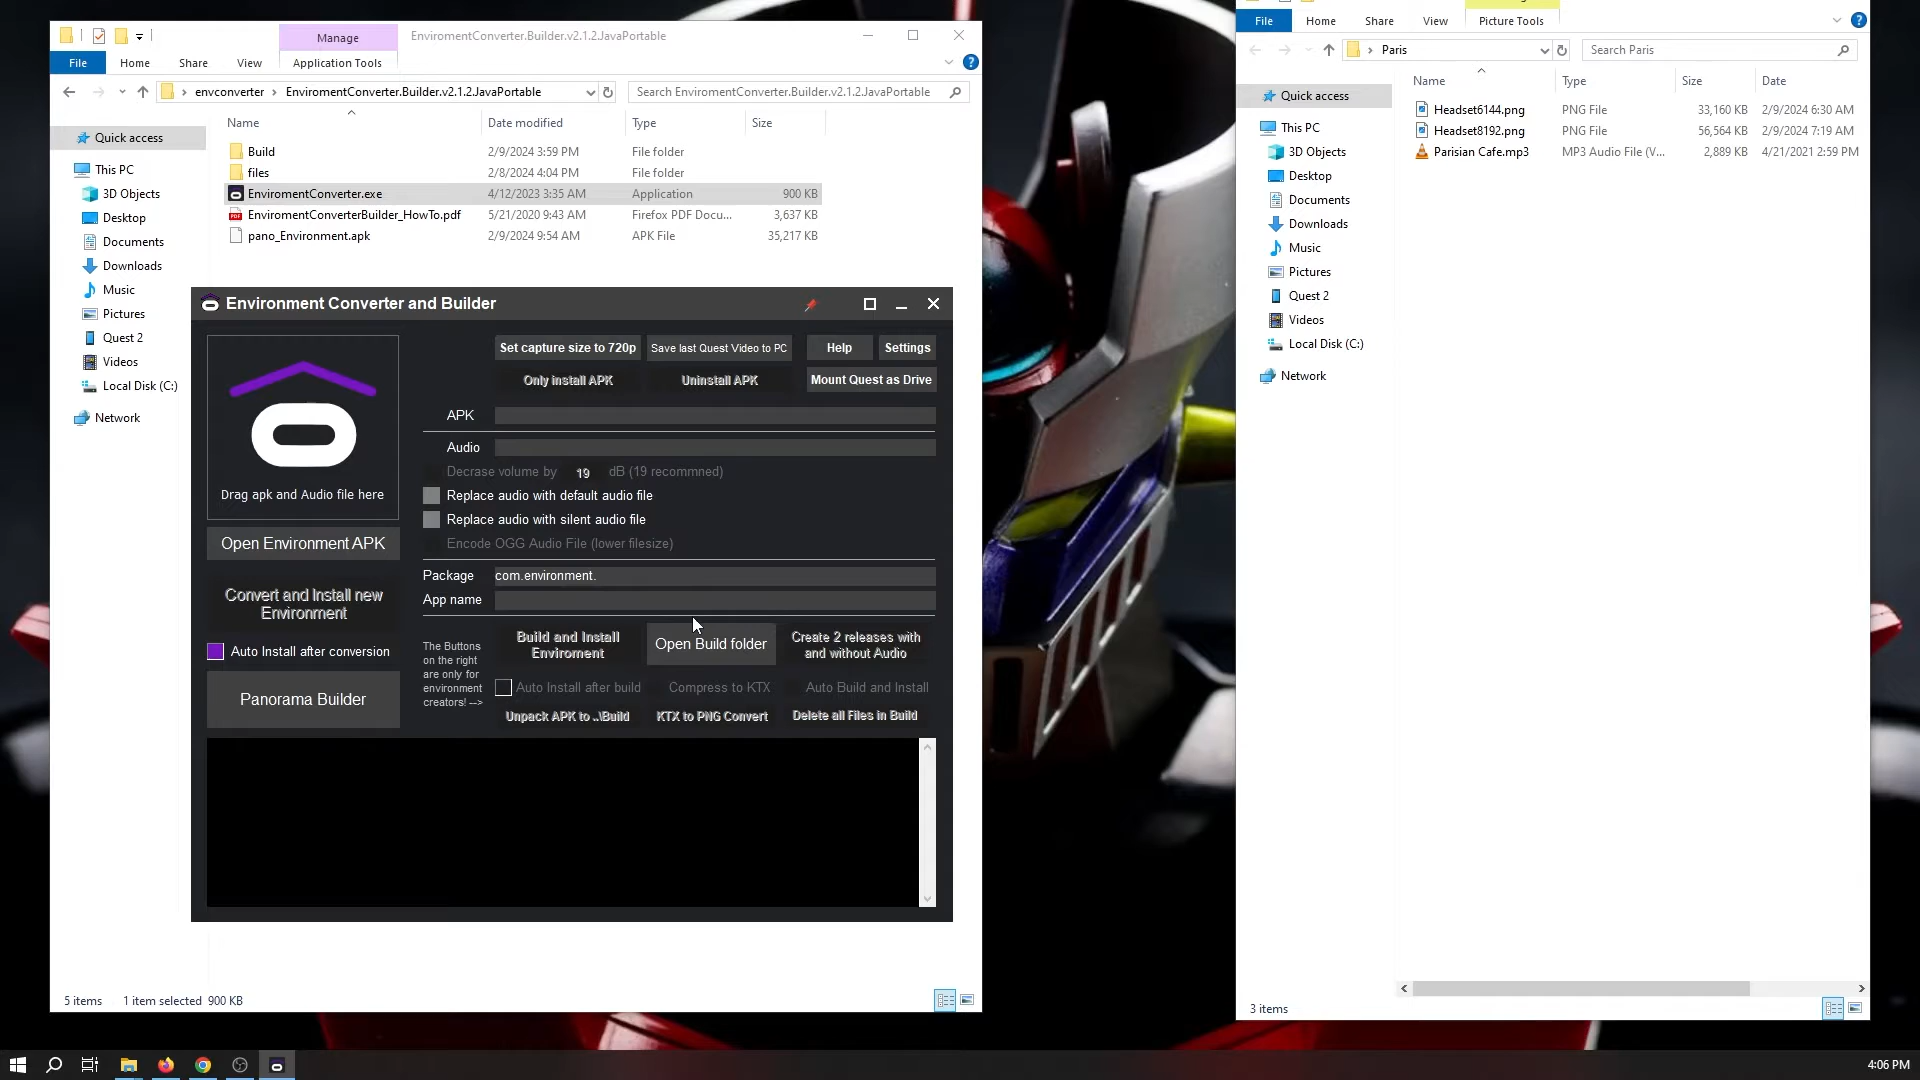 Manage
EnviromentConverter.Builder.v2.1.2.JavaPortable
File
Home
Share
View
Application Tools
envconverter
EnviromentConverter.Builder.v2.1.2.JavaPortable
Search EnviromentConverter.Builder.v2.1.2.JavaPortable
Name
Date modified
Type
Size
Quick access
This PC
3D Objects
Desktop
Documents
Downloads
Music
Pictures
Quest 2
Videos
Local Disk (C:)
Network
Build
2/9/2024 3:59 PM
File folder
files
2/8/2024 4:04 PM
File folder
EnviromentConverter.exe
4/12/2023 3:35 AM
Application
900 KB
EnviromentConverterBuilder_HowTo.pdf
5/21/2020 9:43 AM
Firefox PDF Docu...
3,637 KB
pano_Environment.apk
2/9/2024 9:54 AM
APK File
35,217 KB
Environment Converter and Builder
Drag apk and Audio file here
Open Environment APK
Convert and Install new
Environment
Auto Install after conversion
Panorama Builder
Set capture size to 720p
Save last Quest Video to PC
Help
Settings
Only install APK
Uninstall APK
Mount Quest as Drive
APK
Audio
Decrase volume by
19
dB (19 recommned)
Replace audio with default audio file
Replace audio with silent audio file
Encode OGG Audio File (lower filesize)
Package
com.environment.
App name
The Buttons
on the right
are only for
environment
creators! -->
Build and Install
Enviroment
Open Build folder
Create 2 releases with
and without Audio
Auto Install after build
Compress to KTX
Auto Build and Install
Unpack APK to ..\Build
KTX to PNG Convert
Delete all Files in Build
5 items
1 item selected 900 KB
File
Home
Share
View
Picture Tools
Paris
Search Paris
Name
Type
Size
Date
Quick access
This PC
3D Objects
Desktop
Documents
Downloads
Music
Pictures
Quest 2
Videos
Local Disk (C:)
Network
Headset6144.png
PNG File
33,160 KB
2/9/2024 6:30 AM
Headset8192.png
PNG File
56,564 KB
2/9/2024 7:19 AM
Parisian Cafe.mp3
MP3 Audio File (V...
2,889 KB
4/21/2021 2:59 PM
3 items
4:06 PM